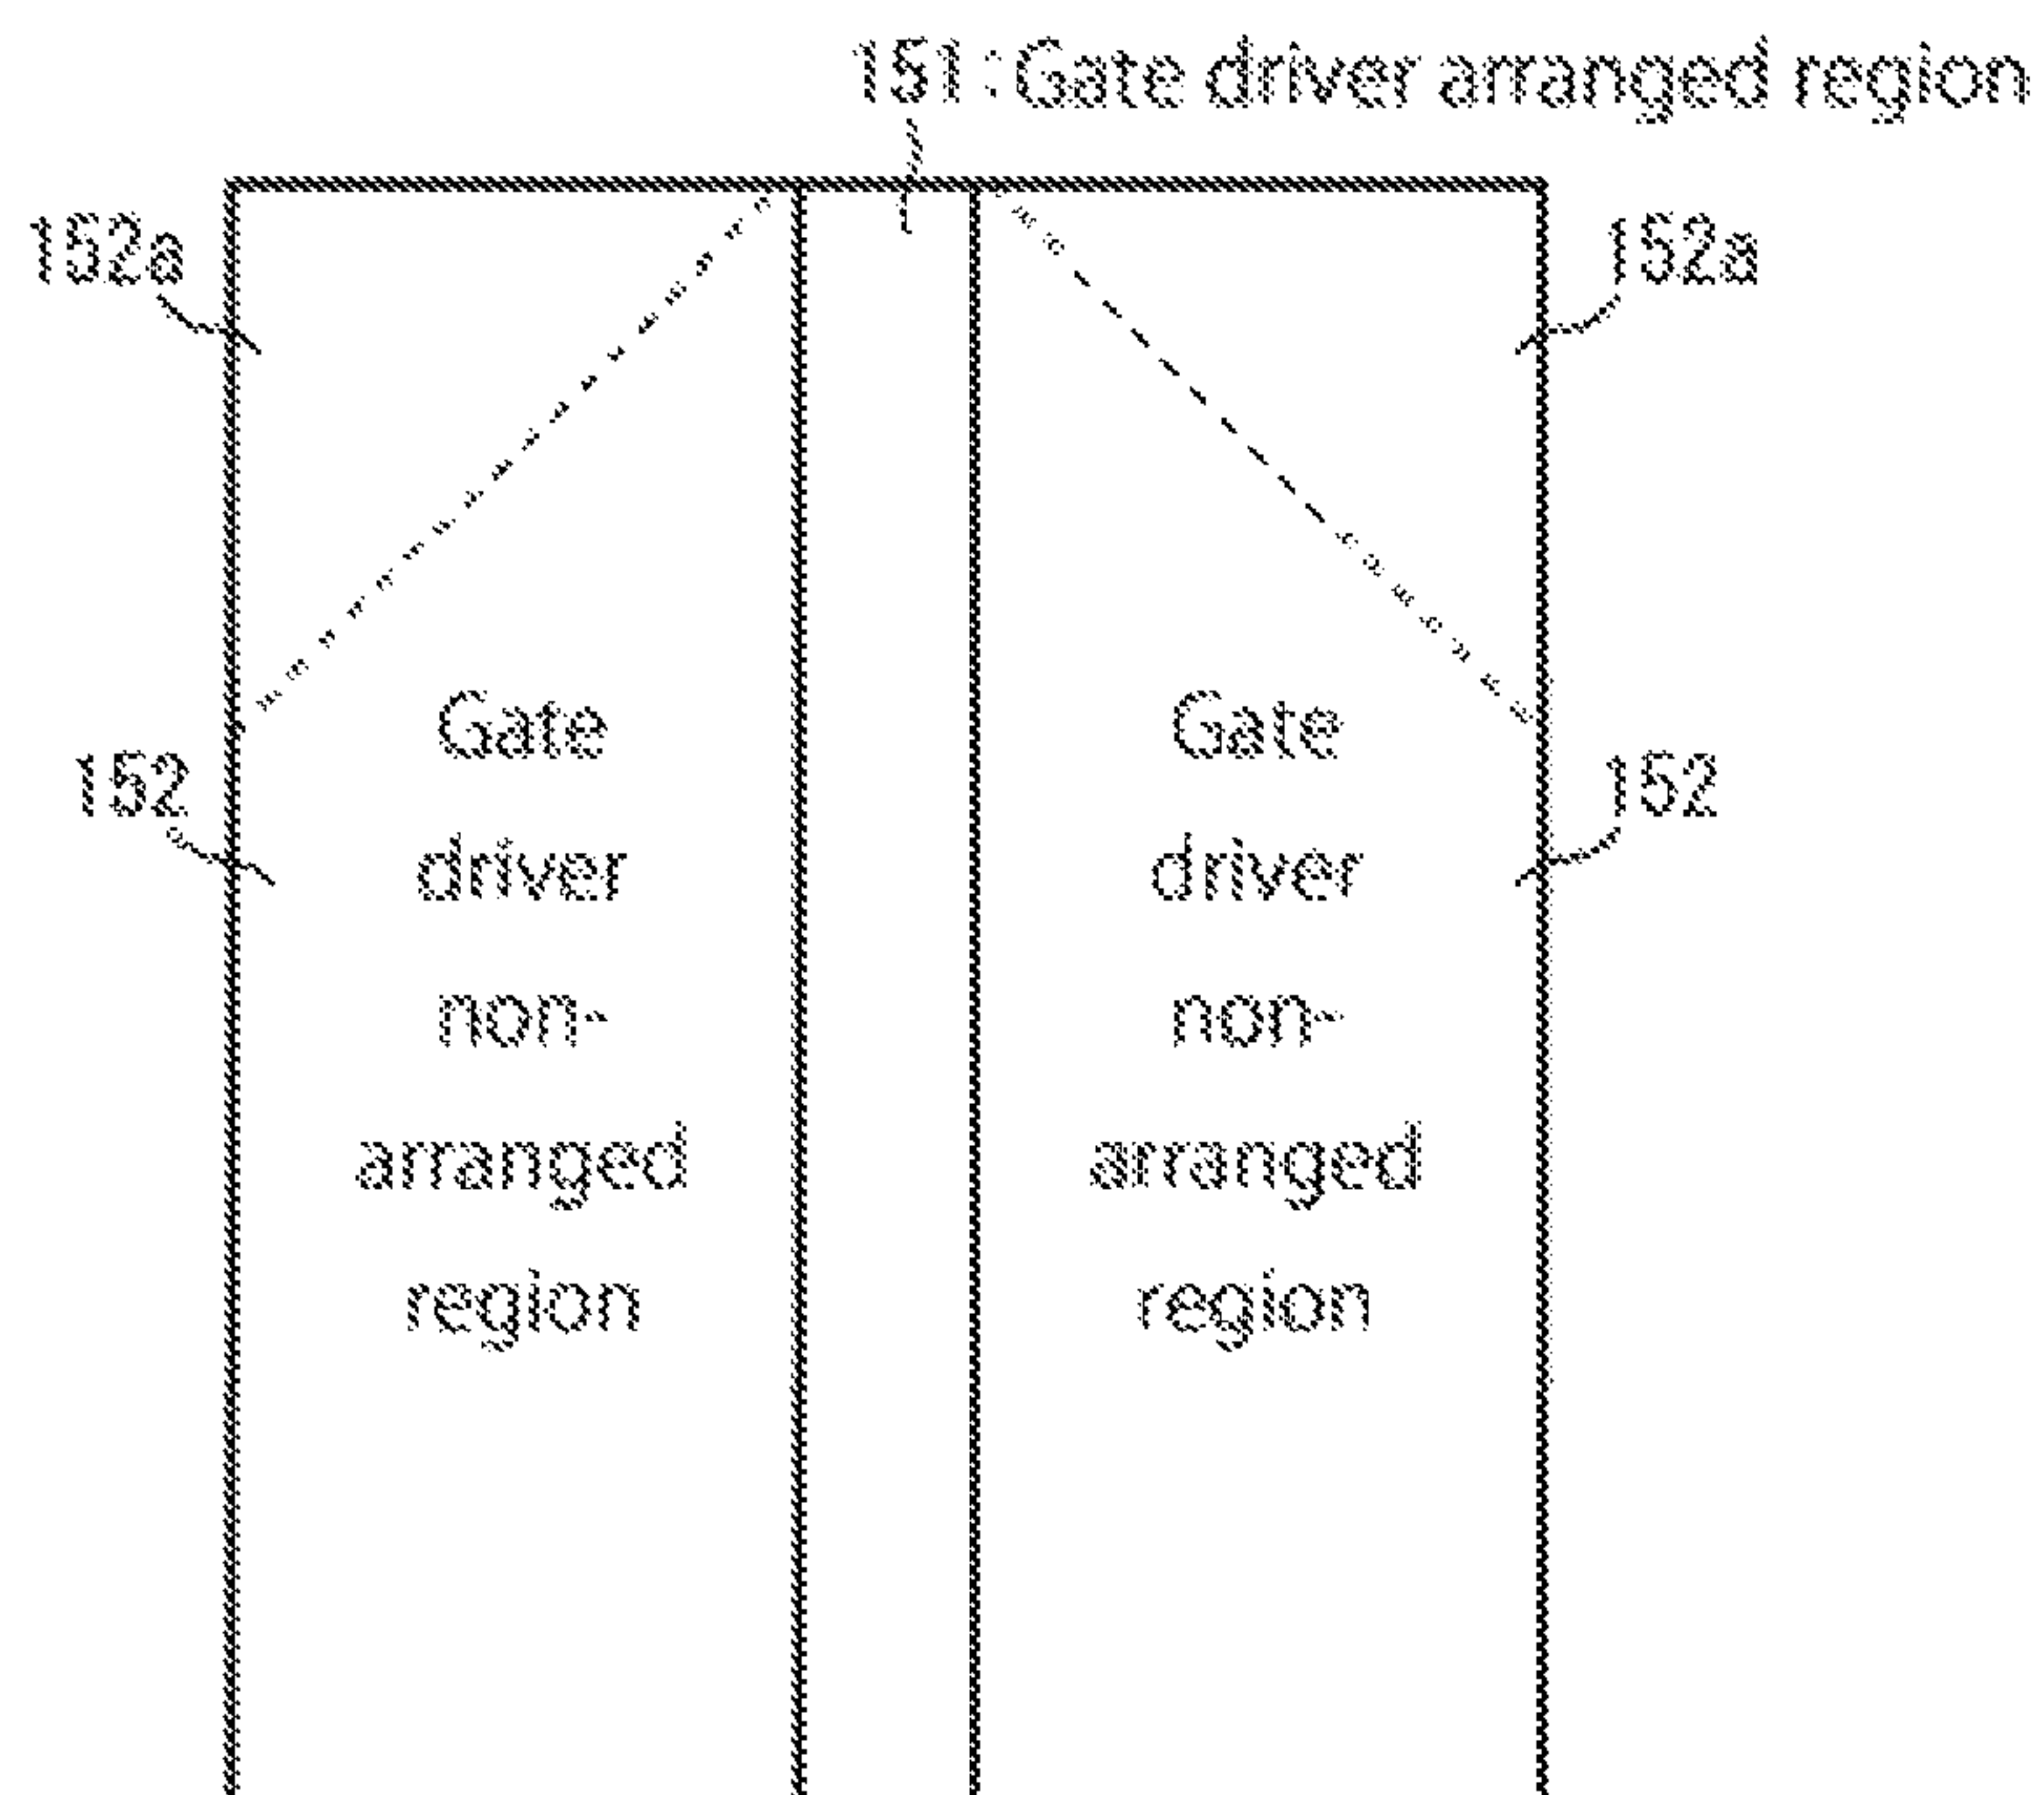 151 : Gate driver arranged region
152a
152a
152
152
Gate
driver
non-
arranged
region
Gate
driver
non-
arranged
region